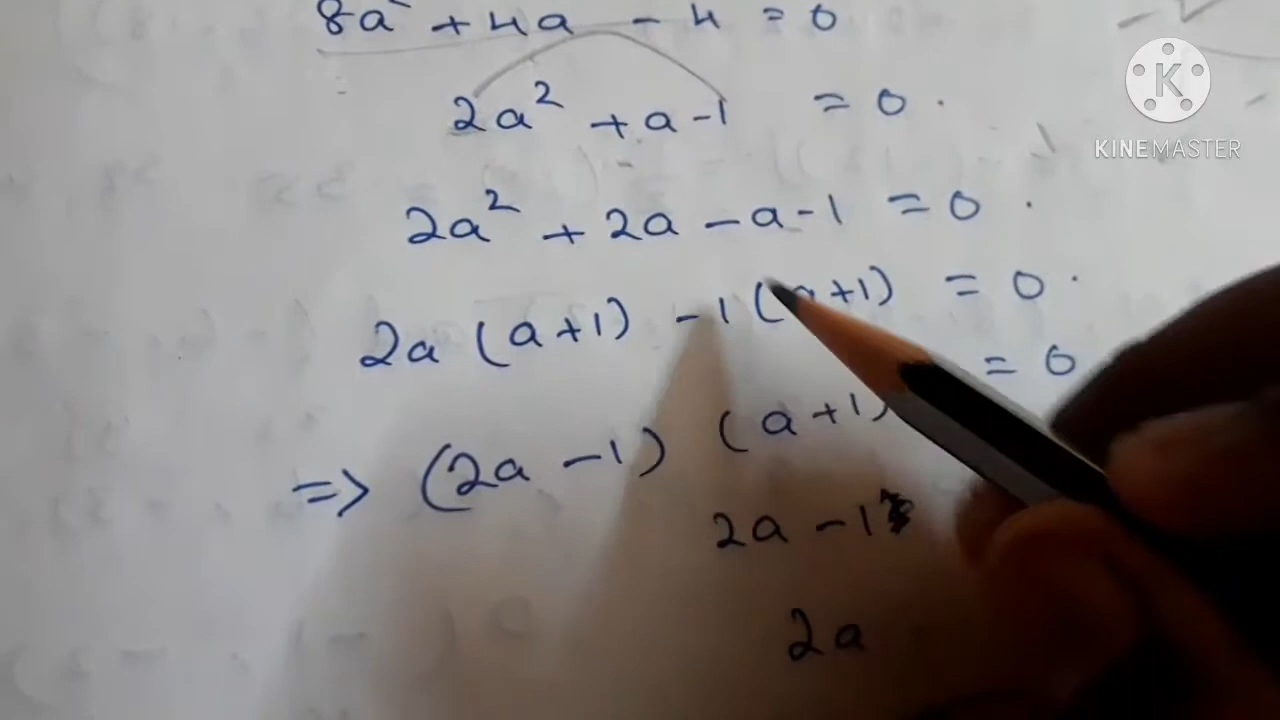 8a² + 4a - 4 = 0
K
KINEMASTER
2a² + a - 1 = 0.
2a² + 2a - a - 1 = 0.
2a (a+1) - 1 (a+1) = 0.
=> (2a - 1) (a+1) = 0
2a - 1
2a